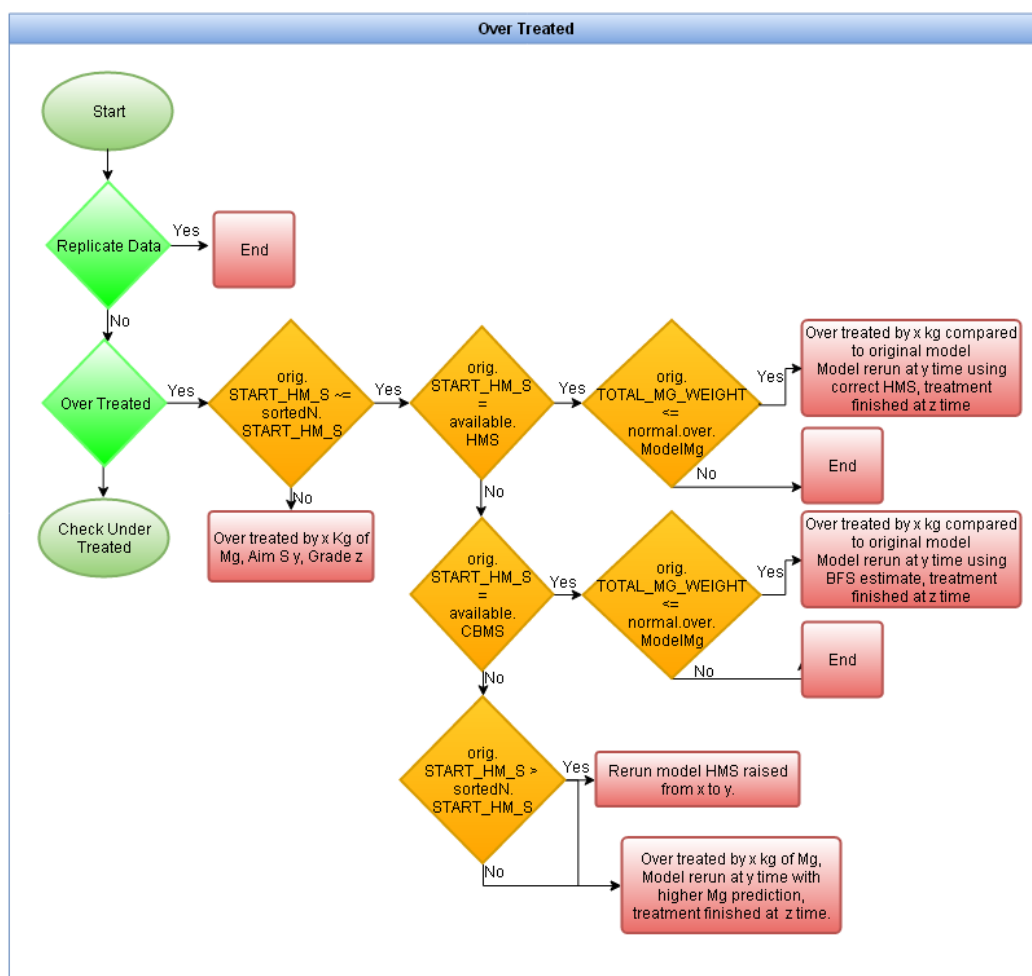 Over Treated
Start
Replicate Data
Yes
End
No
Over Treated
Yes
orig.
START_HM_S ~=
sortedN.
START_HM_S
Yes
orig.
START_HM_S
=
available.
HMS
Yes
orig.
TOTAL_MG_WEIGHT
<=
normal.over.
ModelMg
Yes
Over treated by x kg compared
to original model
Model rerun at y time using
correct HMS, treatment
finished at z time
No
End
Check Under
Treated
No
Over treated by x Kg of
Mg, Aim S y, Grade z
No
orig.
START_HM_S
=
available.
CBMS
Yes
orig.
TOTAL_MG_WEIGHT
<=
normal.over.
ModelMg
Yes
Over treated by x kg compared
to original model
Model rerun at y time using
BFS estimate, treatment
finished at z time
No
End
No
orig.
START_HM_S >
sortedN.
START_HM_S
Yes
Rerun model HMS raised
from x to y.
No
Over treated by x kg of Mg,
Model rerun at y time with
higher Mg prediction,
treatment finished at z time.